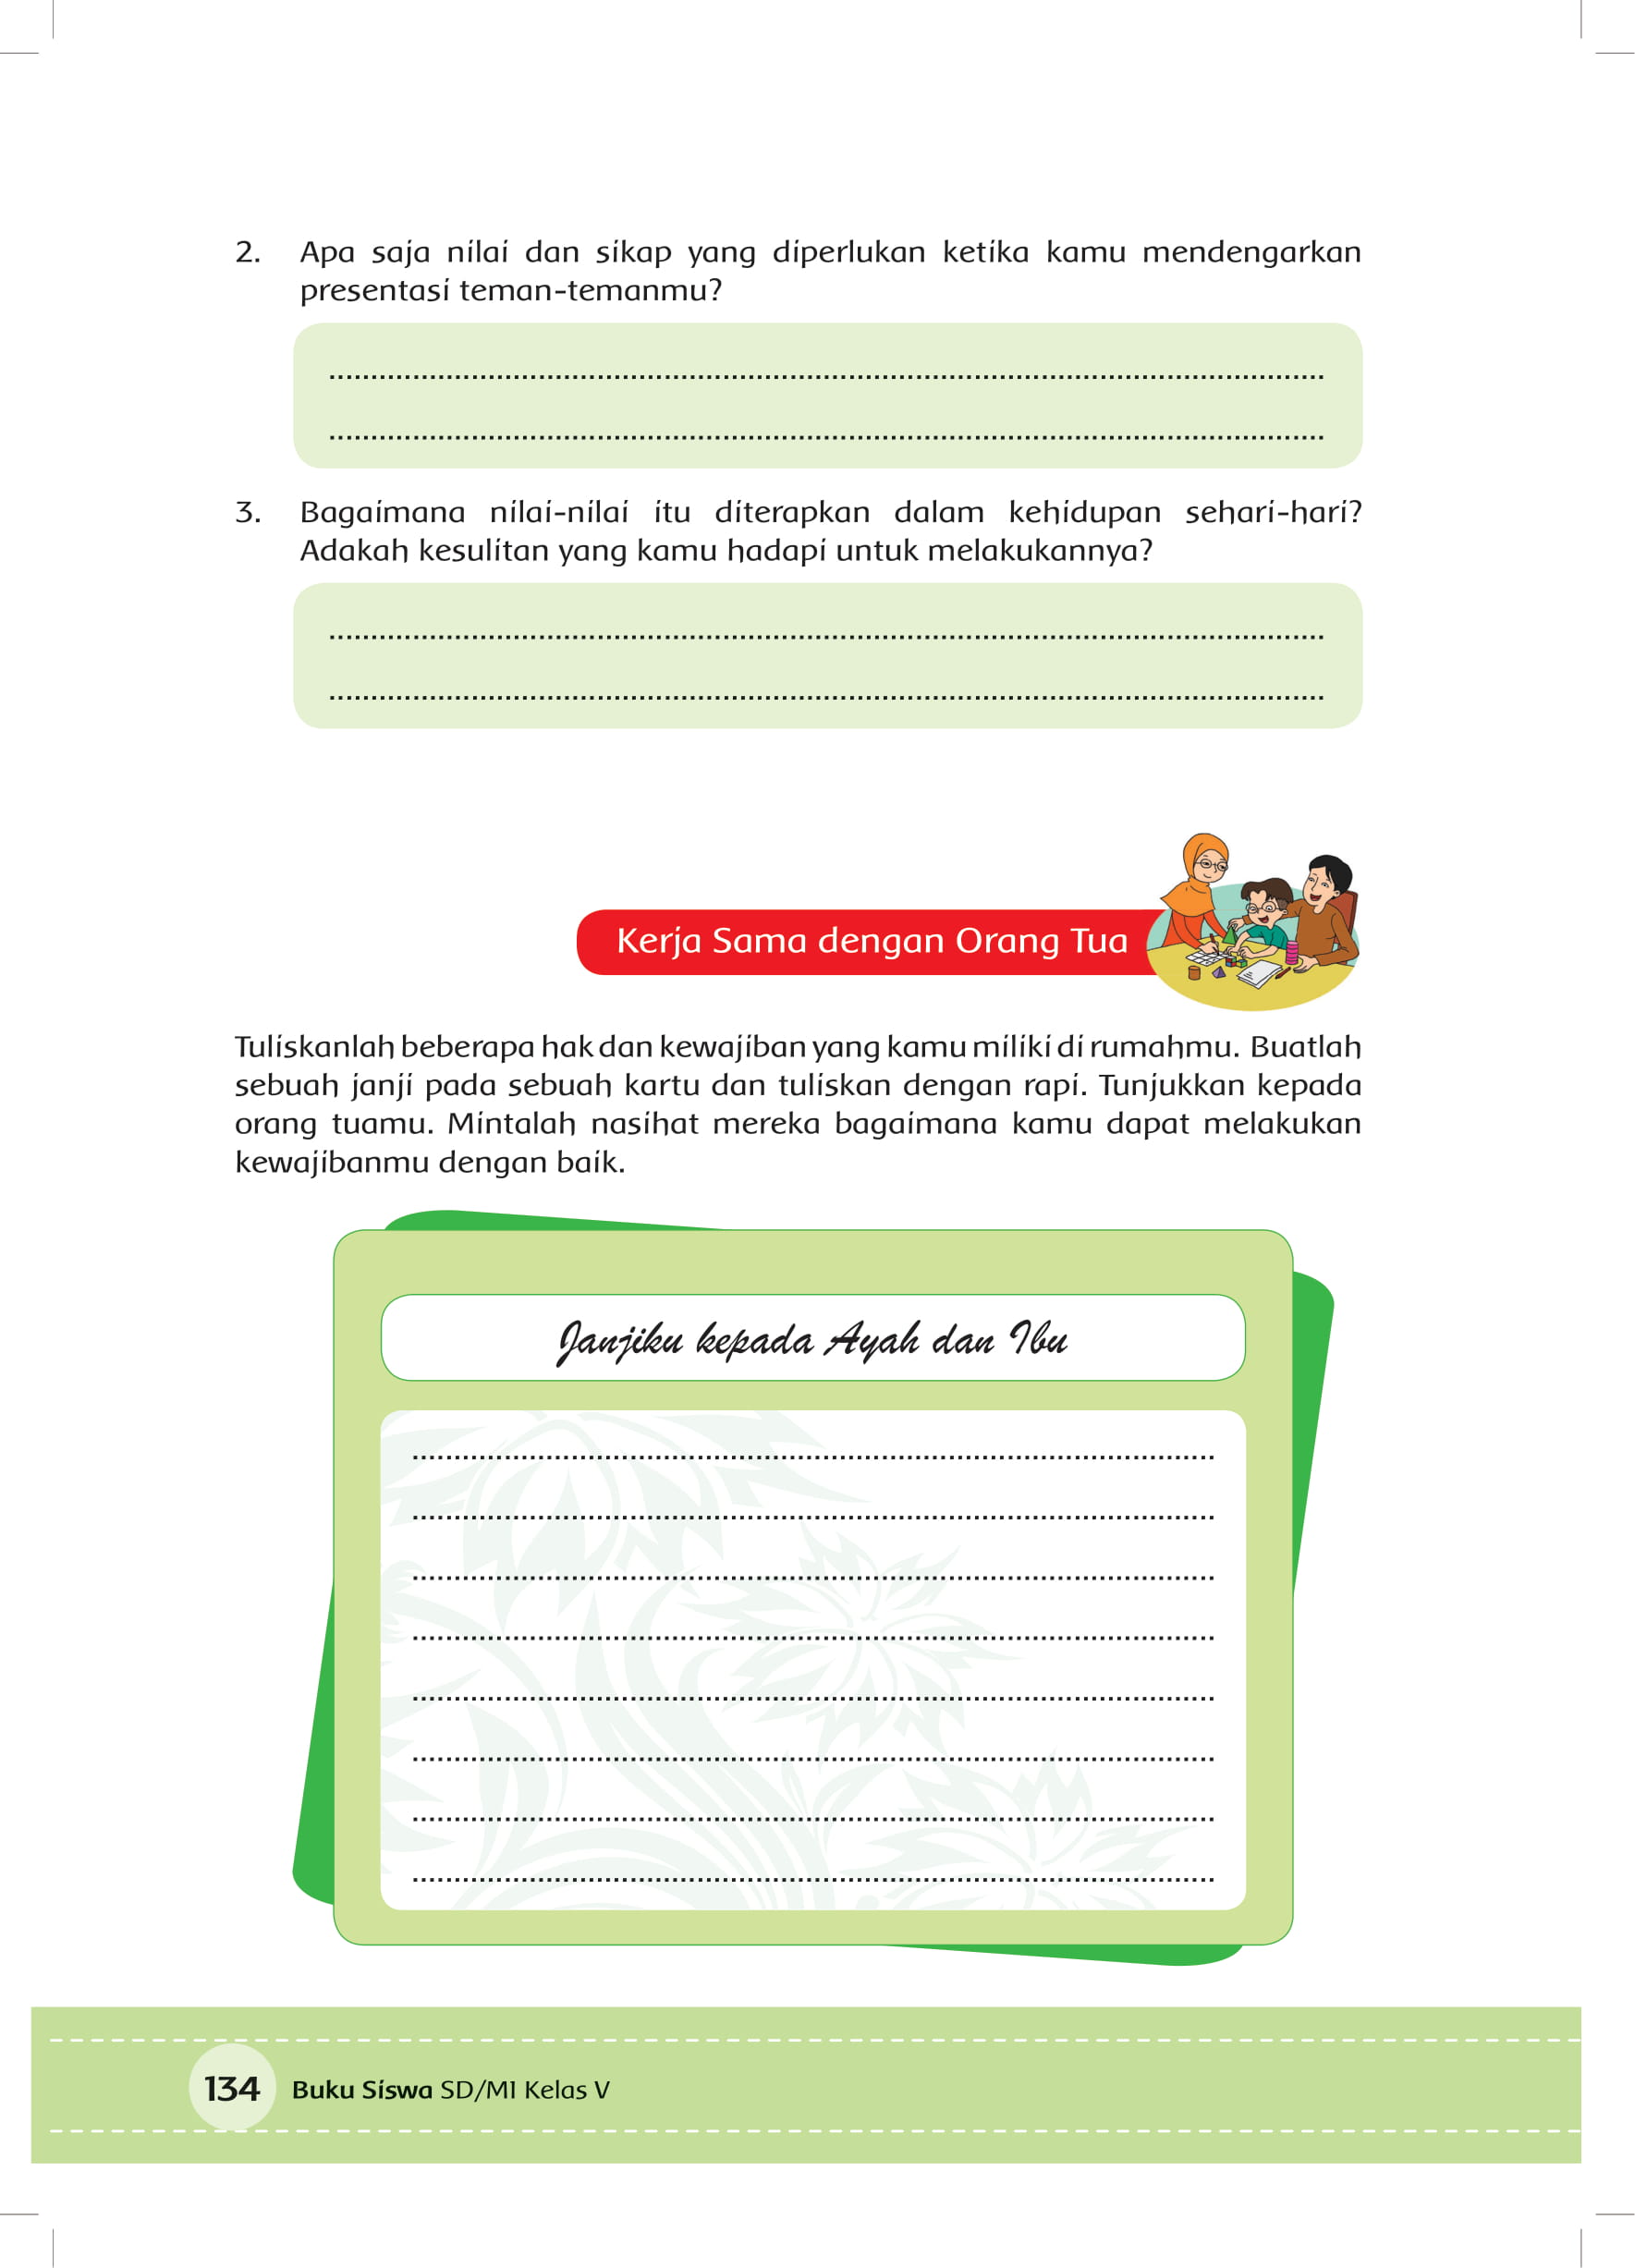 2. Apa saja nilai dan sikap yang diperlukan ketika kamu mendengarkan
presentasi teman-temanmu?
3. Bagaimana nilai-nilai itu diterapkan dalam kehidupan sehari-hari?
Adakah kesulitan yang kamu hadapi untuk melakukannya?
Kerja Sama dengan Orang Tua
Tuliskanlah beberapa hak dan kewajiban yang kamu miliki di rumahmu. Buatlah
sebuah janji pada sebuah kartu dan tuliskan dengan rapi. Tunjukkan kepada
orang tuamu. Mintalah nasihat mereka bagaimana kamu dapat melakukan
kewajibanmu dengan baik.
Janjiku kepada Ayah dan Ibu
134 Buku Siswa SD/MI Kelas V